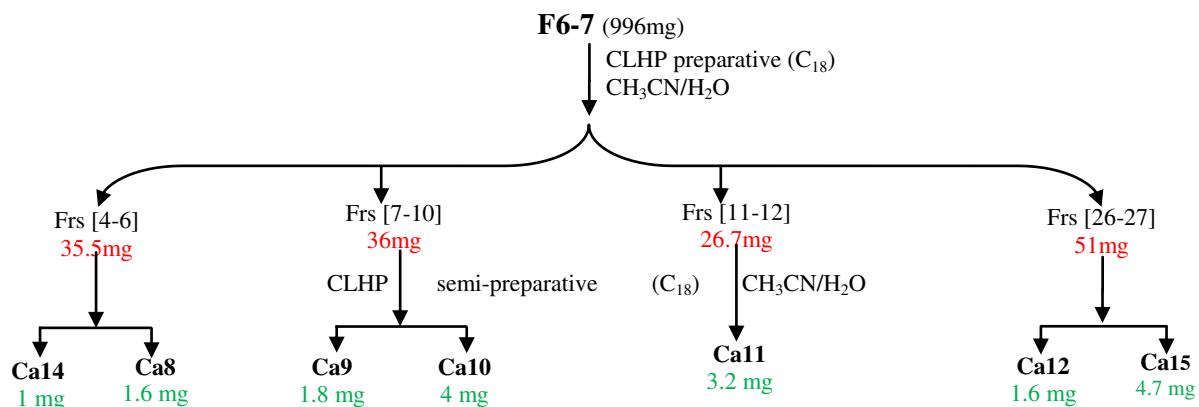 F6-7 (996mg)
CLHP preparative (C₁₈)
CH₃CN/H₂O
Frs [4-6]
35.5mg
Frs [7-10]
36mg
Frs [11-12]
26.7mg
Frs [26-27]
51mg
CLHP semi-preparative (C₁₈) CH₃CN/H₂O
Ca14
1 mg
Ca8
1.6 mg
Ca9
1.8 mg
Ca10
4 mg
Ca11
3.2 mg
Ca12
1.6 mg
Ca15
4.7 mg